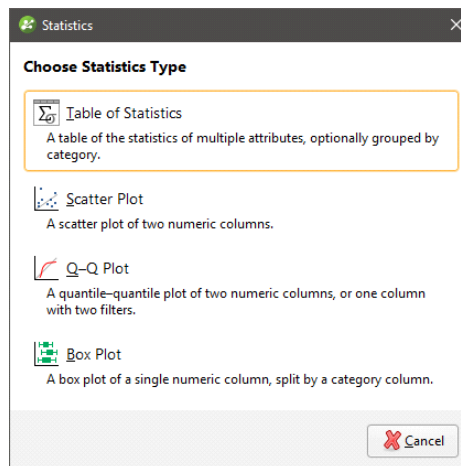 Statistics
Choose Statistics Type
Table of Statistics
A table of the statistics of multiple attributes, optionally grouped by
category.
Scatter Plot
A scatter plot of two numeric columns.
Q–Q Plot
A quantile–quantile plot of two numeric columns, or one column
with two filters.
Box Plot
A box plot of a single numeric column, split by a category column.
Cancel